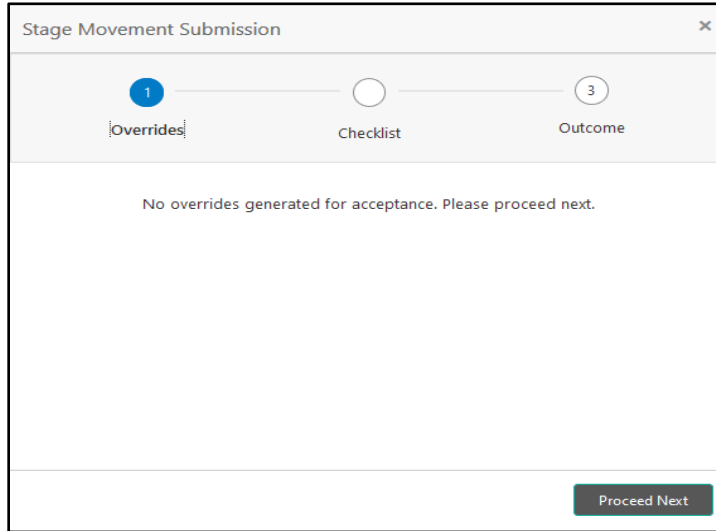 Stage Movement Submission
×
1
3
Overrides
Checklist
Outcome
No overrides generated for acceptance. Please proceed next.
Proceed Next